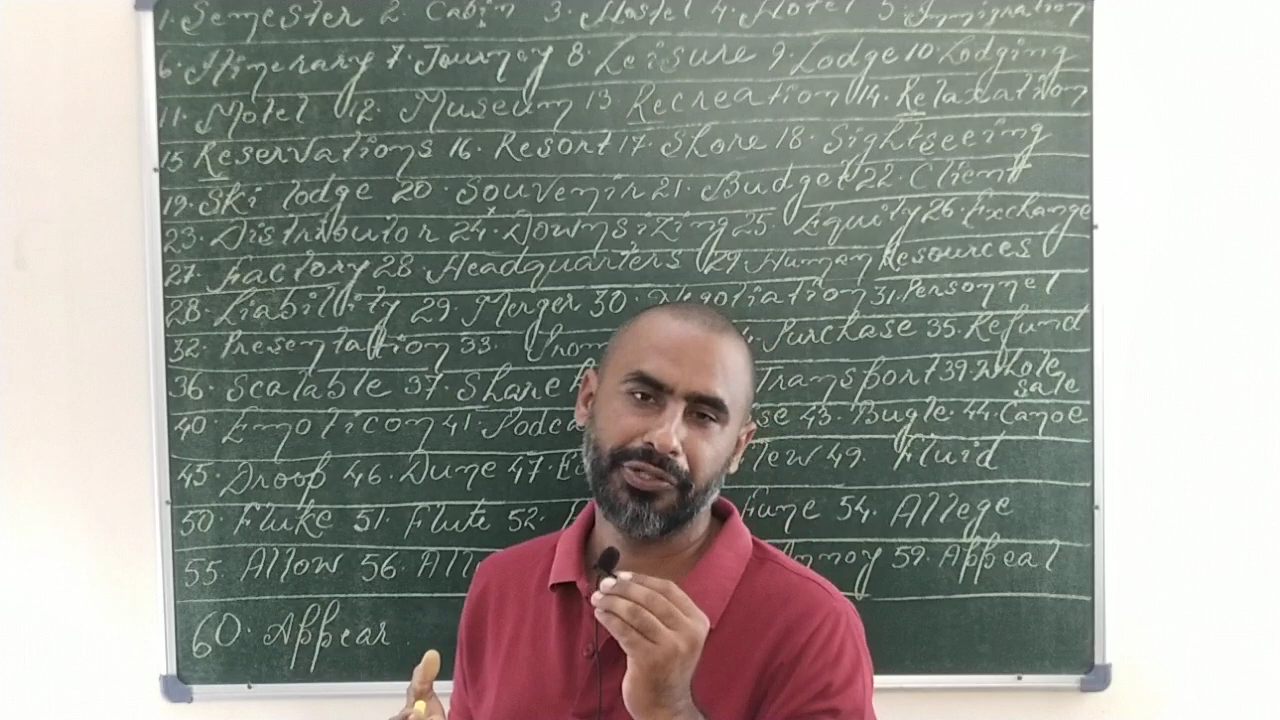 1. Semester 2. Cabin 3. Hostel 4. Hotel 5. Immigration
6. Itinerary 7. Journey 8. Leisure 9. Lodge 10. Lodging
11. Motel 12. Museum 13. Recreation 14. Relaxation
15 Reservations 16. Resort 17. Shore 18. Sightseeing
19. Ski lodge 20. Souvenir 21. Budget 22. Client
23. Distributor 24. Downsizing 25. Equity 26. Exchange
27. Factory 28 Headquarters 29. Human Resources
28. Liability 29. Merger 30. Negotiation 31. Personnel
32. Presentation 33. Purchase 35. Refund
36. Scalable 37. Share Transport 39. Whole
sale
40. Emoticon 41. 43. Bugle 44. Canoe
45. Droop 46. Dune 47. 49. Fluid
50. Fluke 51. Flute 52. 54. Allege
55 Allow 56. 59. Appeal
60. Appear